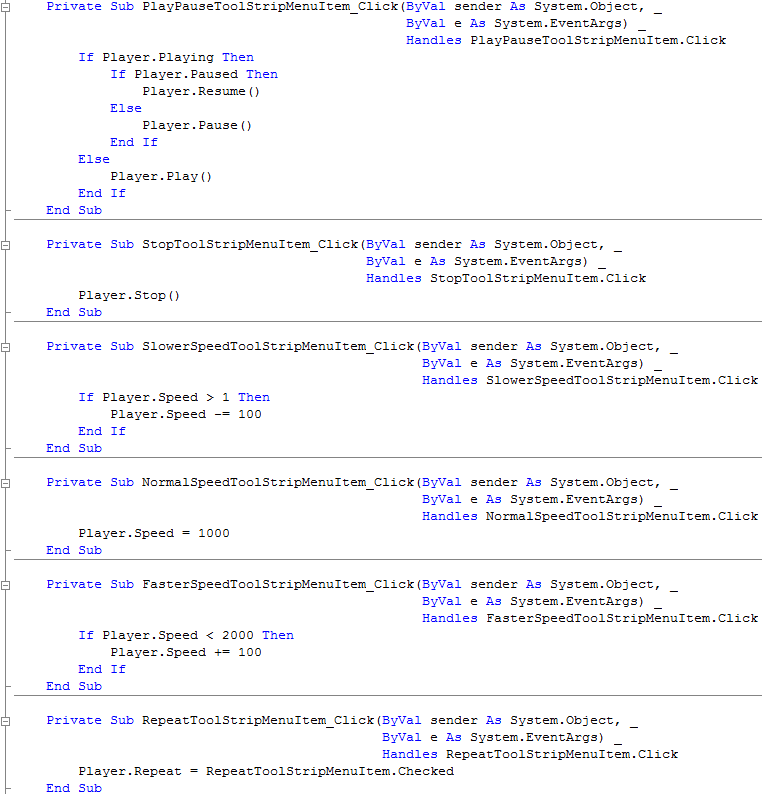 Private Sub PlayPauseToolStripMenuItem_Click(ByVal sender As System.Object, _
ByVal e As System.EventArgs) _
Handles PlayPauseToolStripMenuItem.Click
If Player.Playing Then
If Player.Paused Then
Player.Resume()
Else
Player.Pause()
End If
Else
Player.Play()
End If
End Sub
Private Sub StopToolStripMenuItem_Click(ByVal sender As System.Object, _
ByVal e As System.EventArgs) _
Handles StopToolStripMenuItem.Click
Player.Stop()
End Sub
Private Sub SlowerSpeedToolStripMenuItem_Click(ByVal sender As System.Object, _
ByVal e As System.EventArgs) _
Handles SlowerSpeedToolStripMenuItem.Click
If Player.Speed > 1 Then
Player.Speed -= 100
End If
End Sub
Private Sub NormalSpeedToolStripMenuItem_Click(ByVal sender As System.Object, _
ByVal e As System.EventArgs) _
Handles NormalSpeedToolStripMenuItem.Click
Player.Speed = 1000
End Sub
Private Sub FasterSpeedToolStripMenuItem_Click(ByVal sender As System.Object, _
ByVal e As System.EventArgs) _
Handles FasterSpeedToolStripMenuItem.Click
If Player.Speed < 2000 Then
Player.Speed += 100
End If
End Sub
Private Sub RepeatToolStripMenuItem_Click(ByVal sender As System.Object, _
ByVal e As System.EventArgs) _
Handles RepeatToolStripMenuItem.Click
Player.Repeat = RepeatToolStripMenuItem.Checked
End Sub